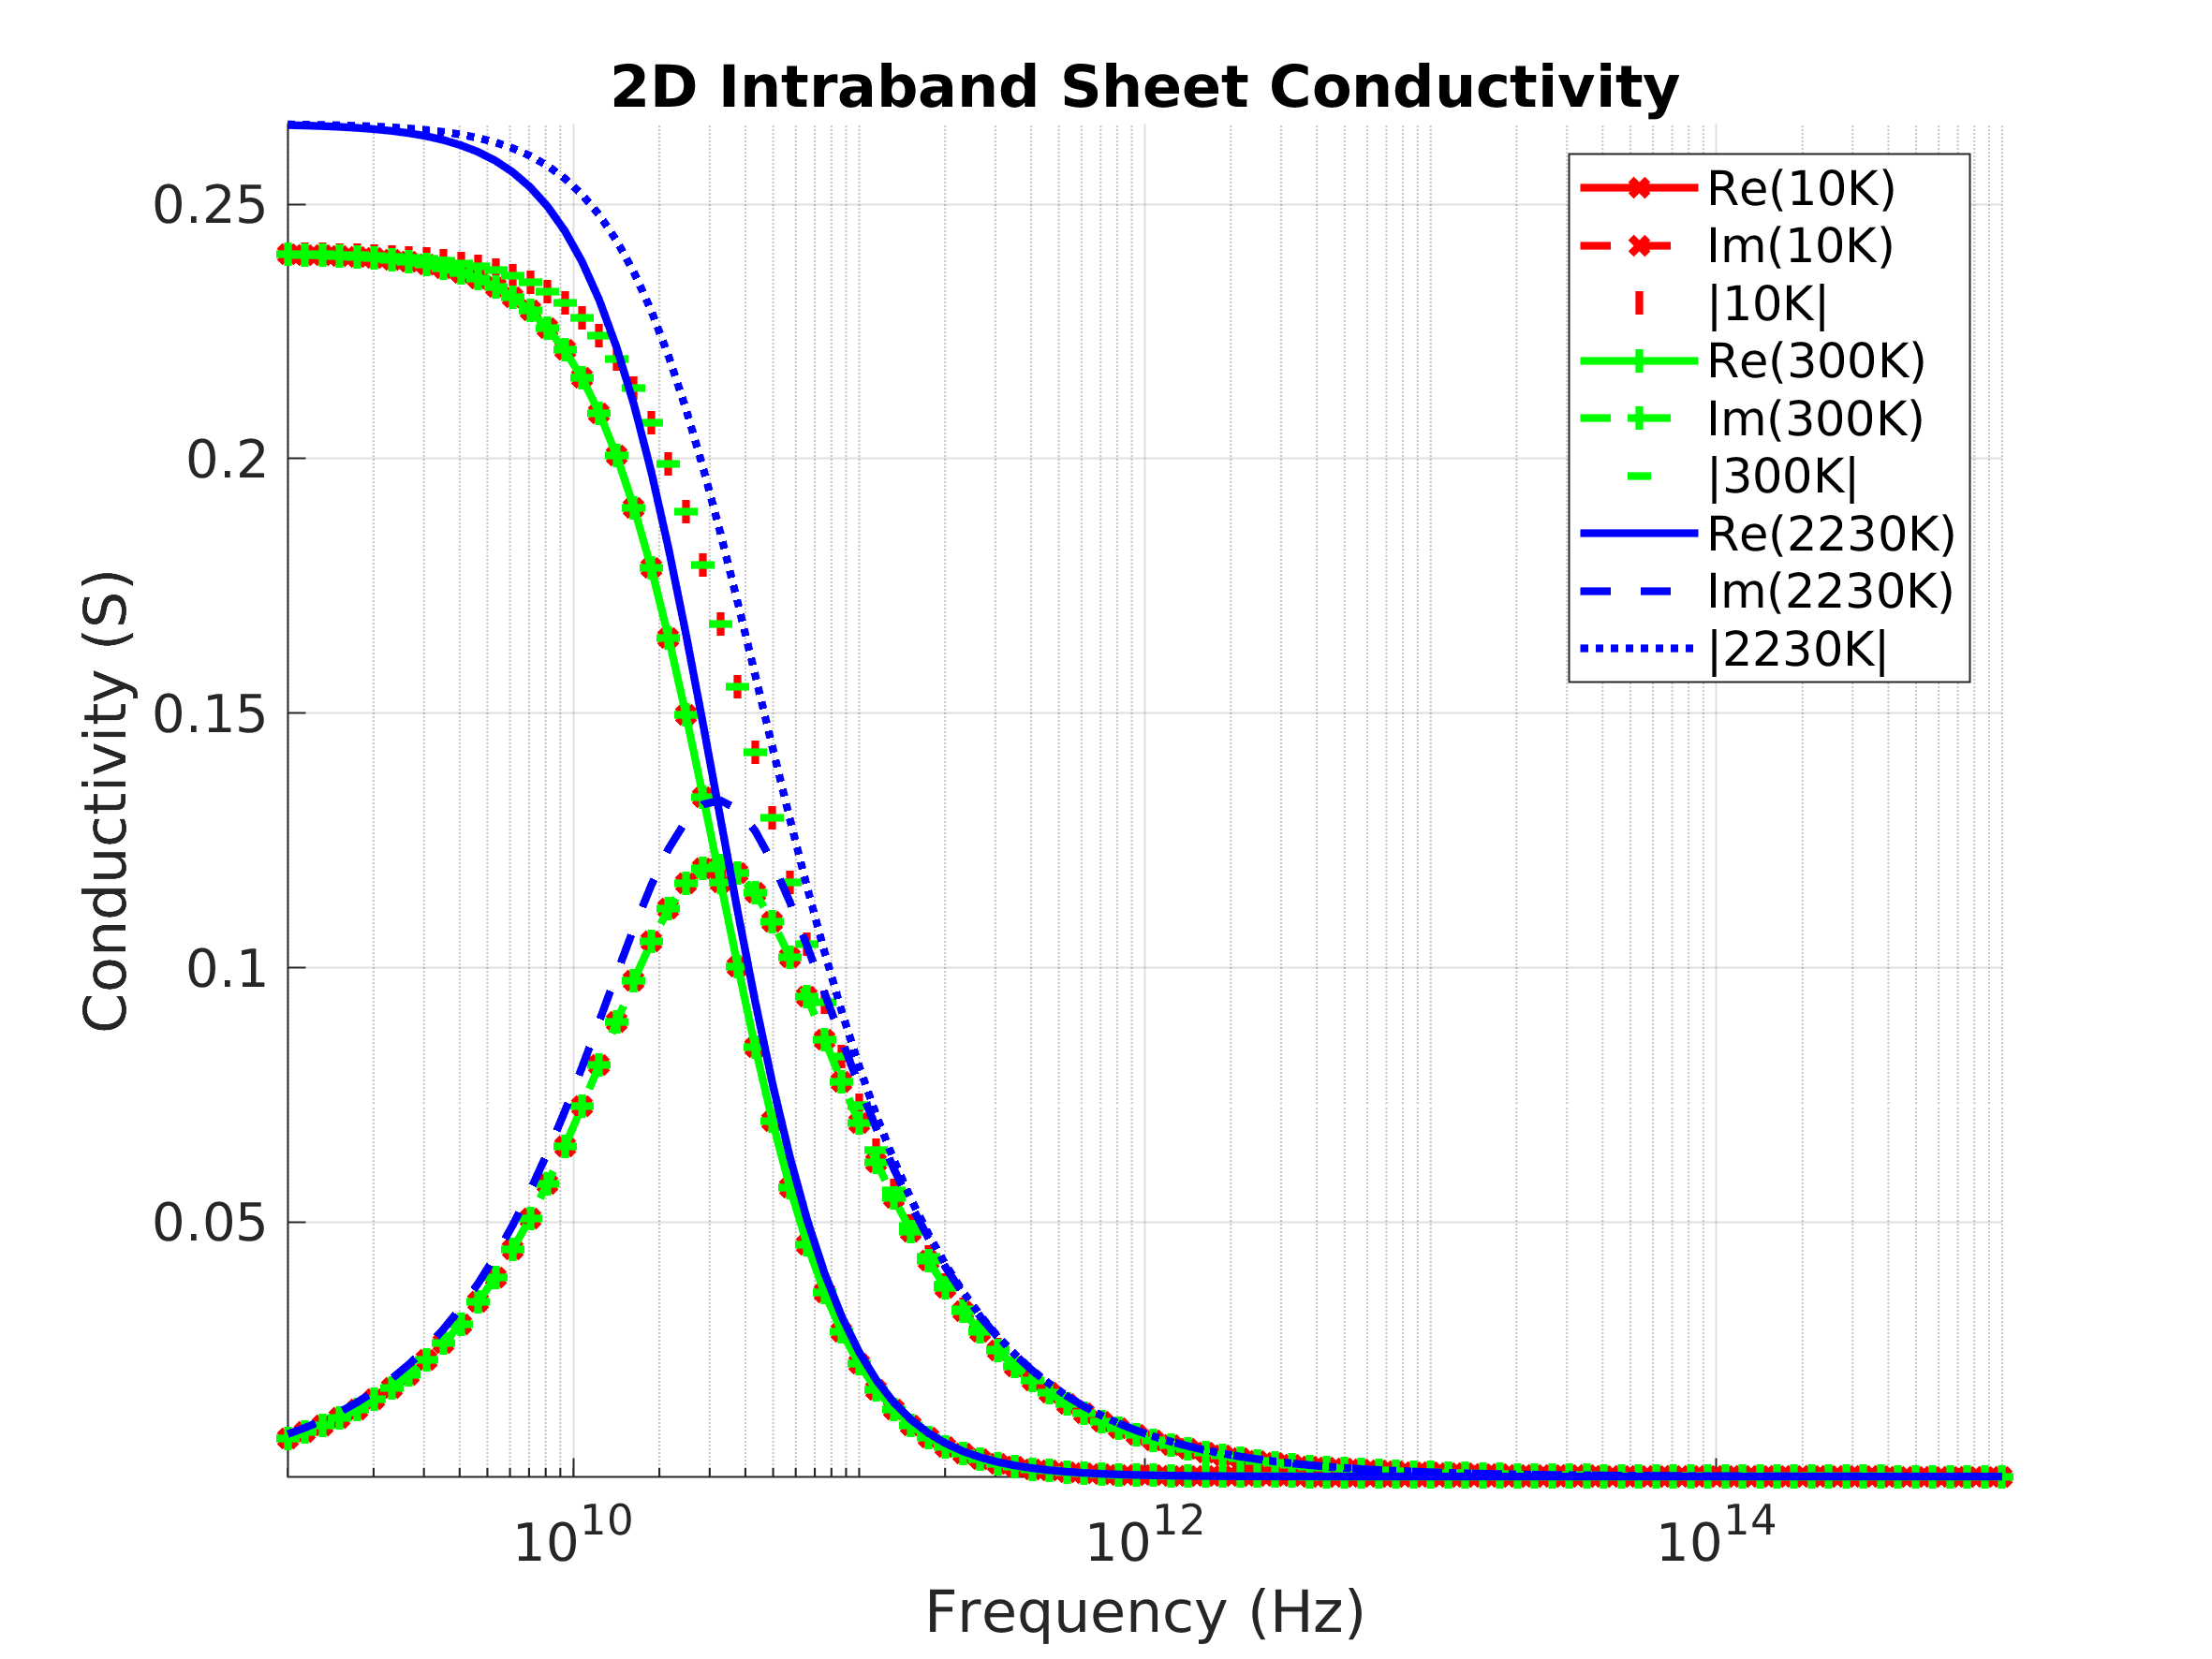 2D Intraband Sheet Conductivity
Conductivity (S)
0.25
0.2
0.15
0.1
0.05
Re(10K)
Im(10K)
|10K|
Re(300K)
Im(300K)
|300K|
Re(2230K)
Im(2230K)
|2230K|
10^10 10^12 10^14
Frequency (Hz)